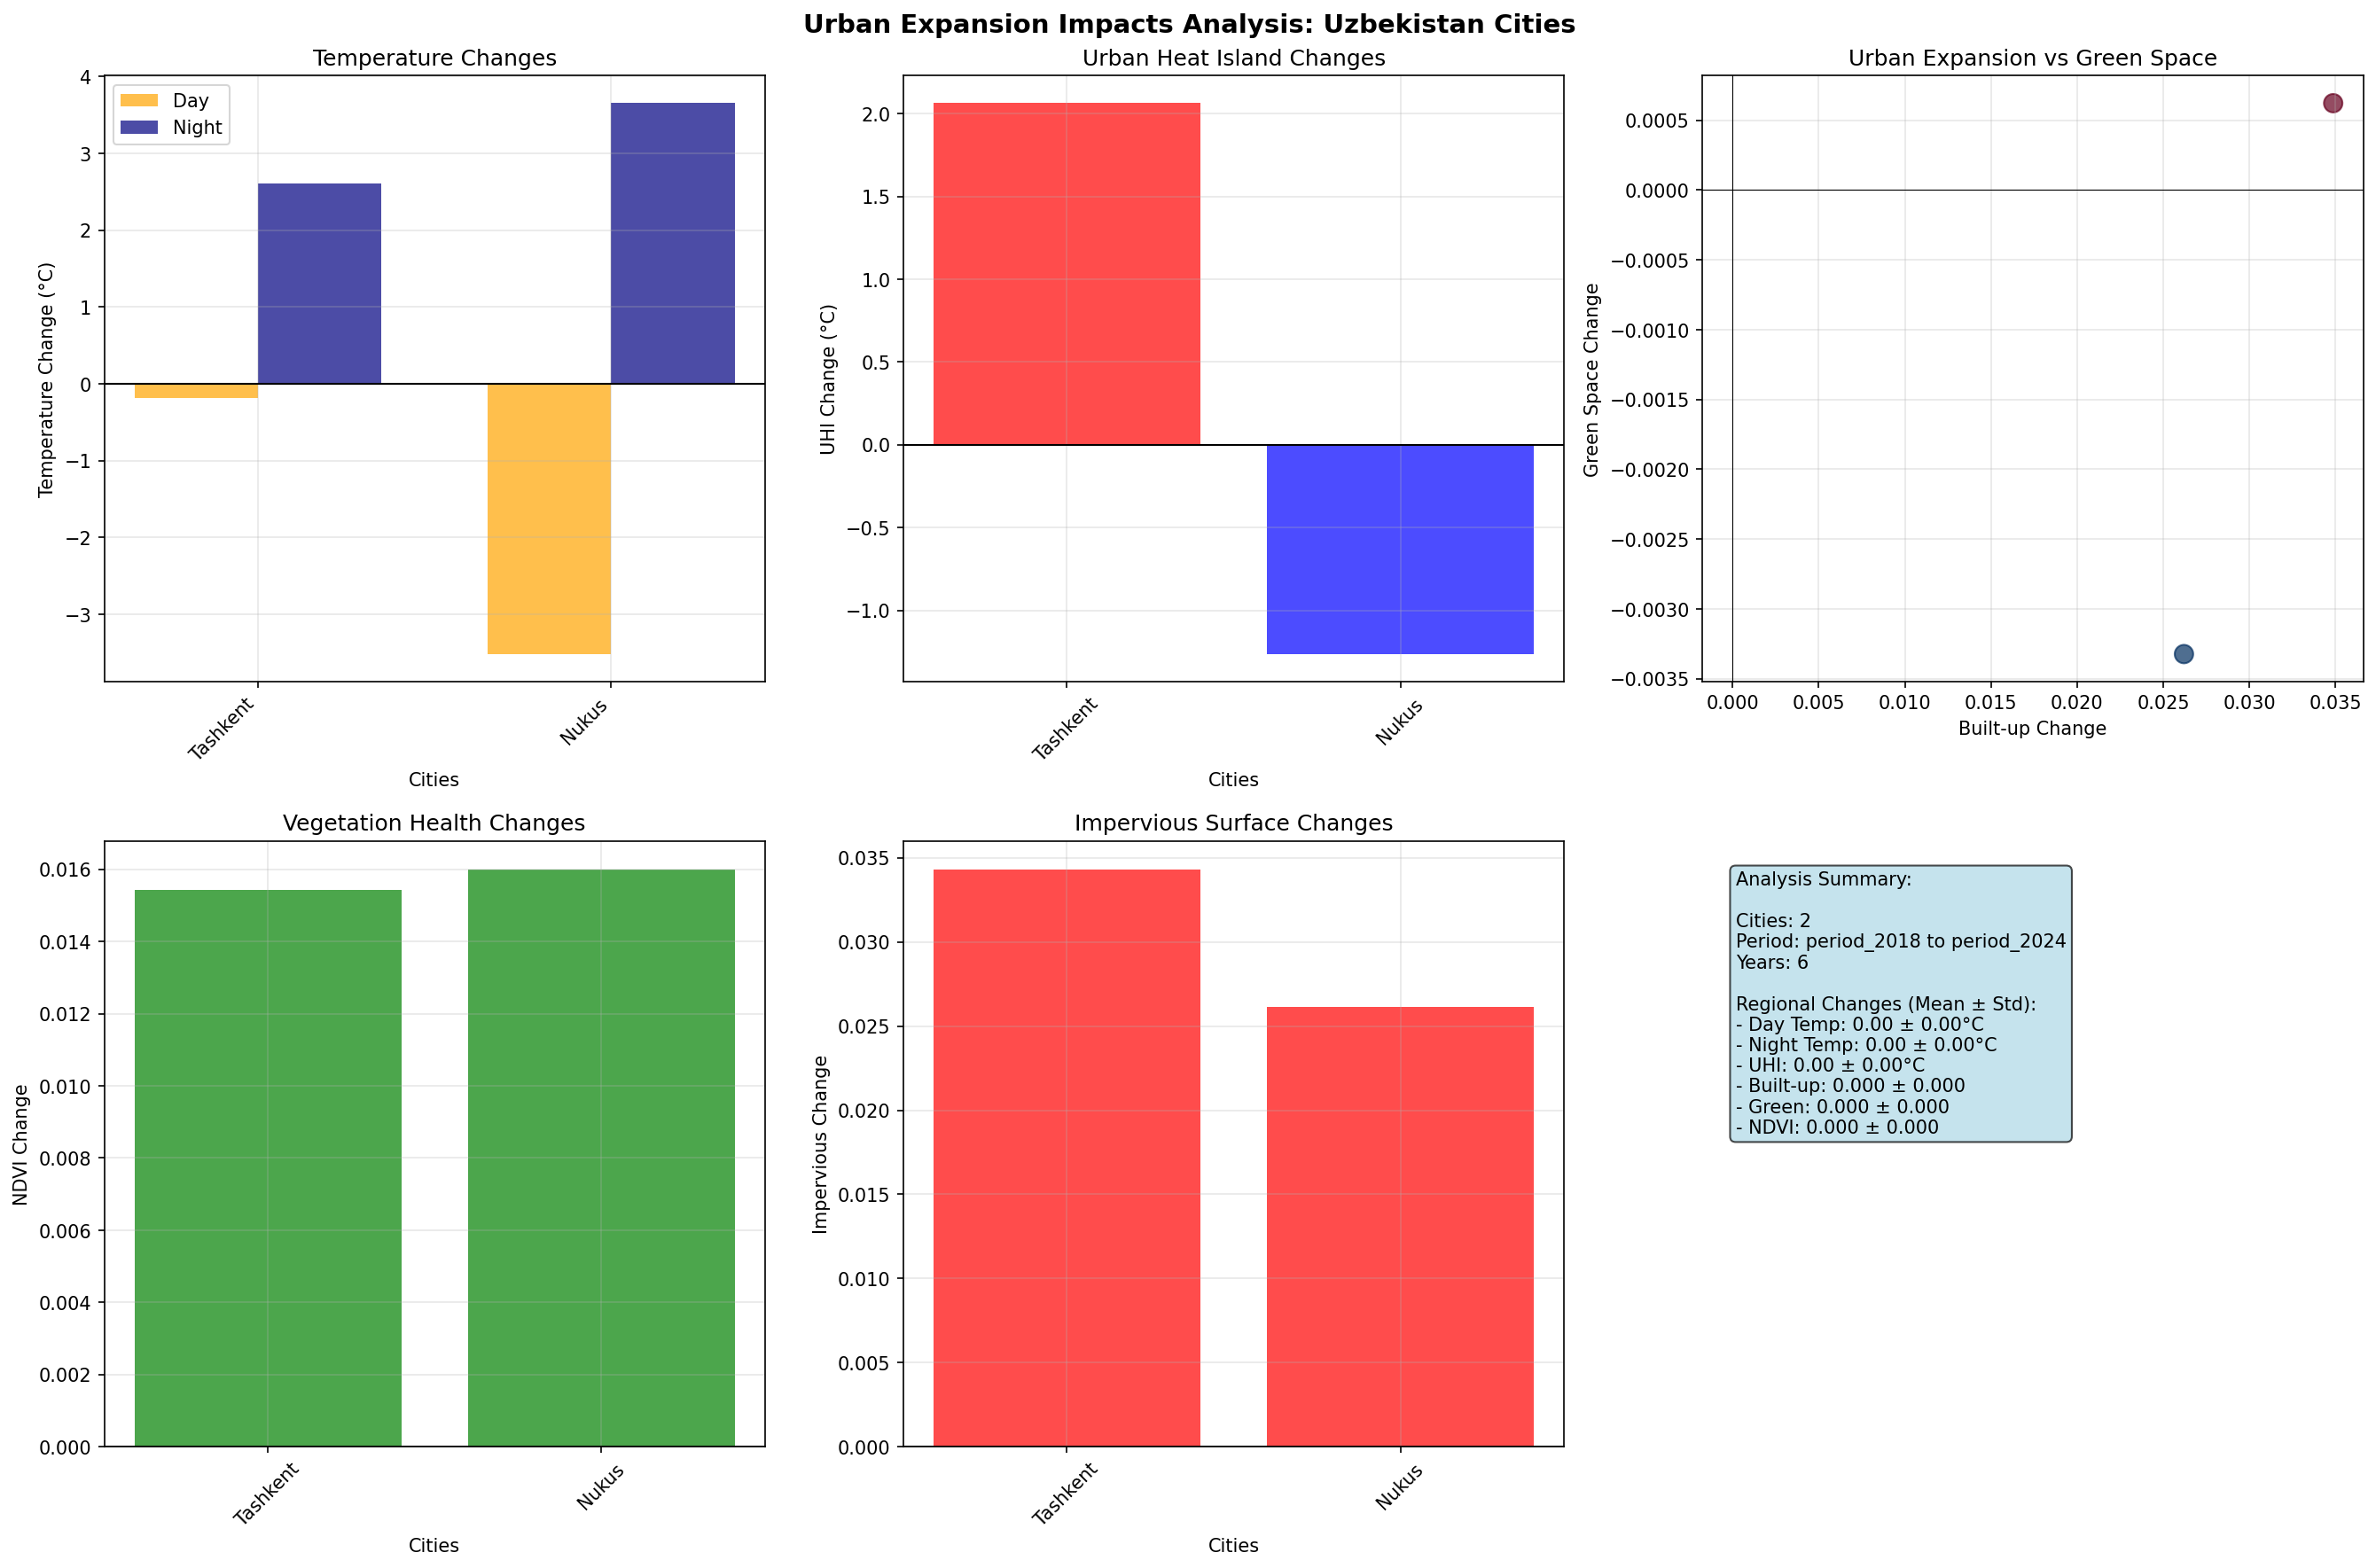 Urban Expansion Impacts Analysis: Uzbekistan Cities
Temperature Changes
Day
Night
4
3
2
1
0
−1
−2
−3
Temperature Change (°C)
Tashkent
Nukus
Cities
Urban Heat Island Changes
2.0
1.5
1.0
0.5
0.0
−0.5
−1.0
UHI Change (°C)
Tashkent
Nukus
Cities
Urban Expansion vs Green Space
0.0005
0.0000
−0.0005
−0.0010
−0.0015
−0.0020
−0.0025
−0.0030
−0.0035
Green Space Change
0.000
0.005
0.010
0.015
0.020
0.025
0.030
0.035
Built-up Change
Vegetation Health Changes
0.016
0.014
0.012
0.010
0.008
0.006
0.004
0.002
0.000
NDVI Change
Tashkent
Nukus
Cities
Impervious Surface Changes
0.035
0.030
0.025
0.020
0.015
0.010
0.005
0.000
Impervious Change
Tashkent
Nukus
Cities
Analysis Summary:
Cities: 2
Period: period_2018 to period_2024
Years: 6
Regional Changes (Mean ± Std):
- Day Temp: 0.00 ± 0.00°C
- Night Temp: 0.00 ± 0.00°C
- UHI: 0.00 ± 0.00°C
- Built-up: 0.000 ± 0.000
- Green: 0.000 ± 0.000
- NDVI: 0.000 ± 0.000